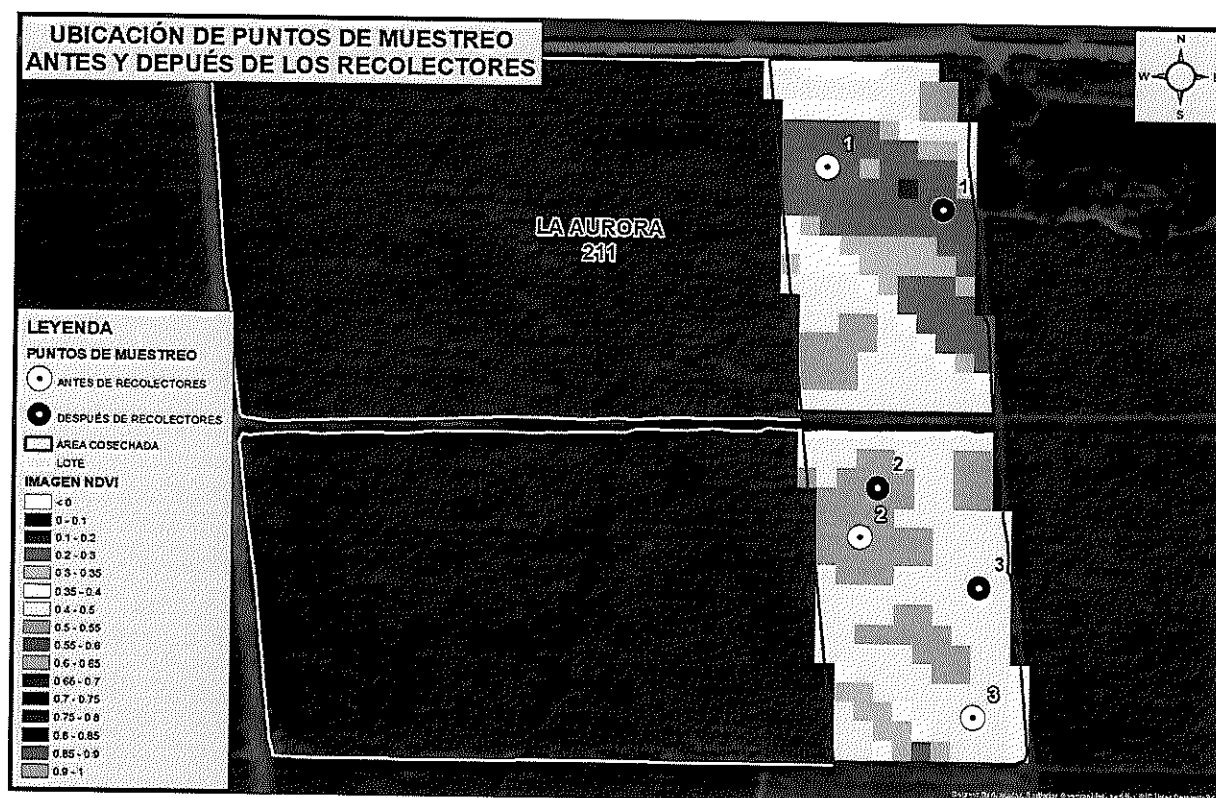 UBICACIÓN DE PUNTOS DE MUESTREO
ANTES Y DEPUÉS DE LOS RECOLECTORES
N
W
E
S
1
1
LA AURORA
211
2
2
3
3
LEYENDA
PUNTOS DE MUESTREO
ANTES DE RECOLECTORES
DESPUÉS DE RECOLECTORES
ÁREA COSECHADA
LOTE
IMAGEN NDVI
< 0
0 - 0.1
0.1 - 0.2
0.2 - 0.3
0.3 - 0.35
0.35 - 0.4
0.4 - 0.5
0.5 - 0.55
0.55 - 0.6
0.6 - 0.65
0.65 - 0.7
0.7 - 0.75
0.75 - 0.8
0.8 - 0.85
0.85 - 0.9
0.9 - 1